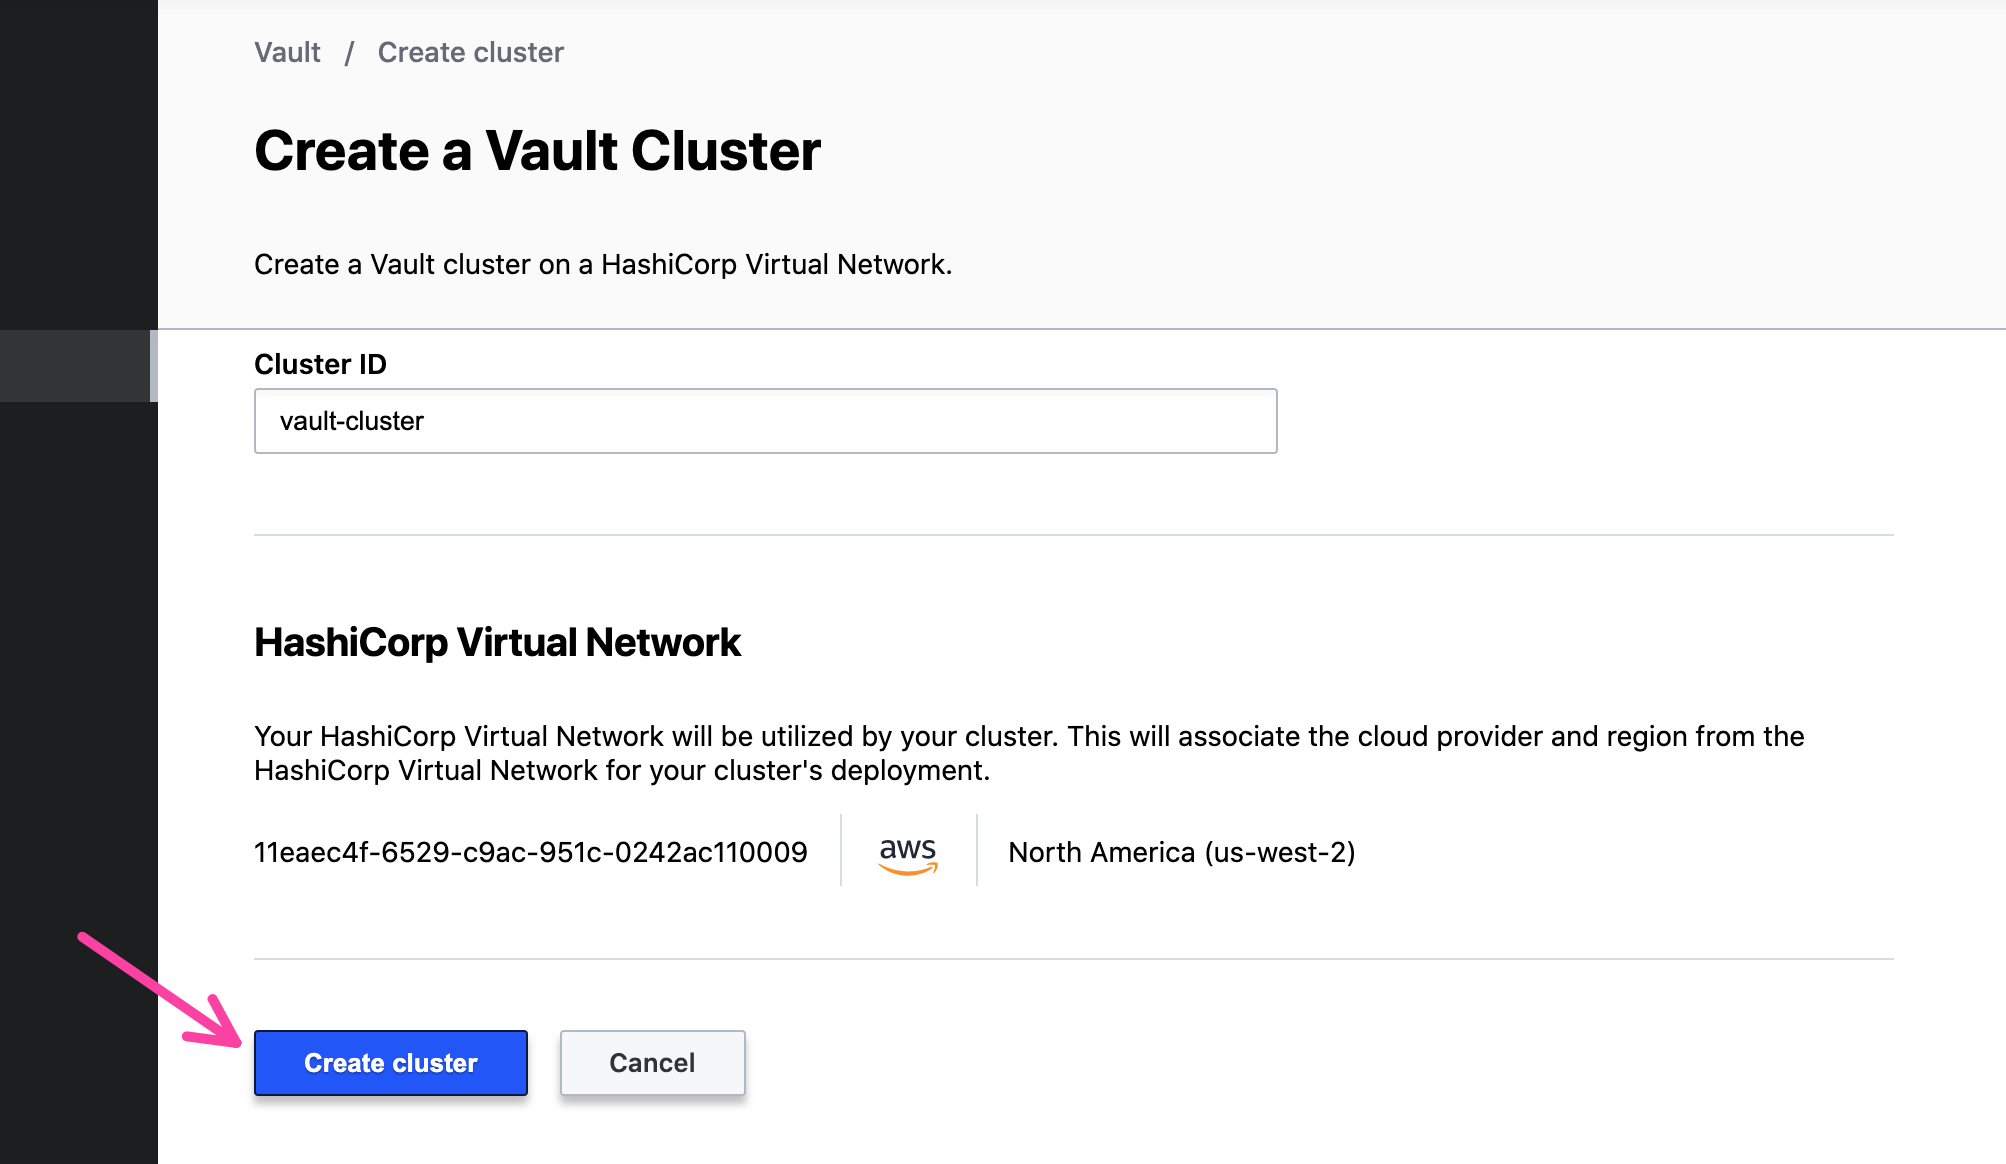 Vault / Create cluster
Create a Vault Cluster
Create a Vault cluster on a HashiCorp Virtual Network.
Cluster ID
vault-cluster
HashiCorp Virtual Network
Your HashiCorp Virtual Network will be utilized by your cluster. This will associate the cloud provider and region from the
HashiCorp Virtual Network for your cluster's deployment.
11eaec4f-6529-c9ac-951c-0242ac110009 aws North America (us-west-2)
Create cluster Cancel